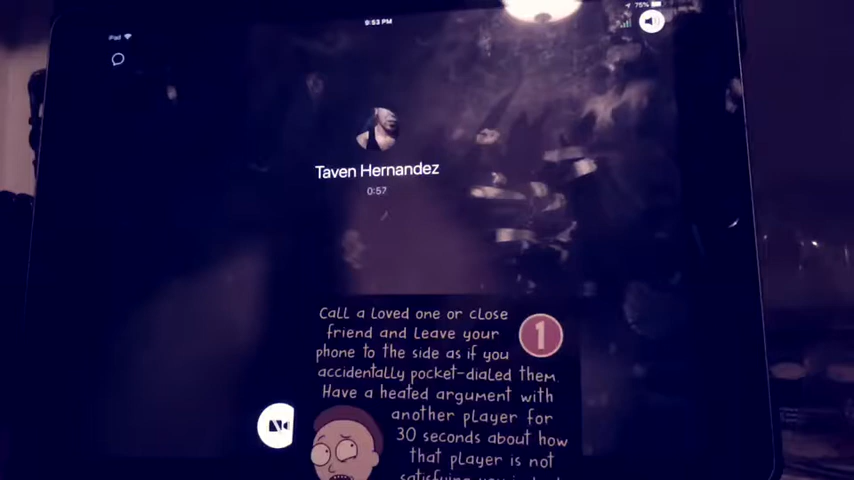 9:53 PM
iPad
75%
Taven Hernandez
0:57
Call a loved one or close
friend and leave your
phone to the side as if you
accidentally pocket-dialed them.
Have a heated argument with
another player for
30 seconds about how
that player is not
1